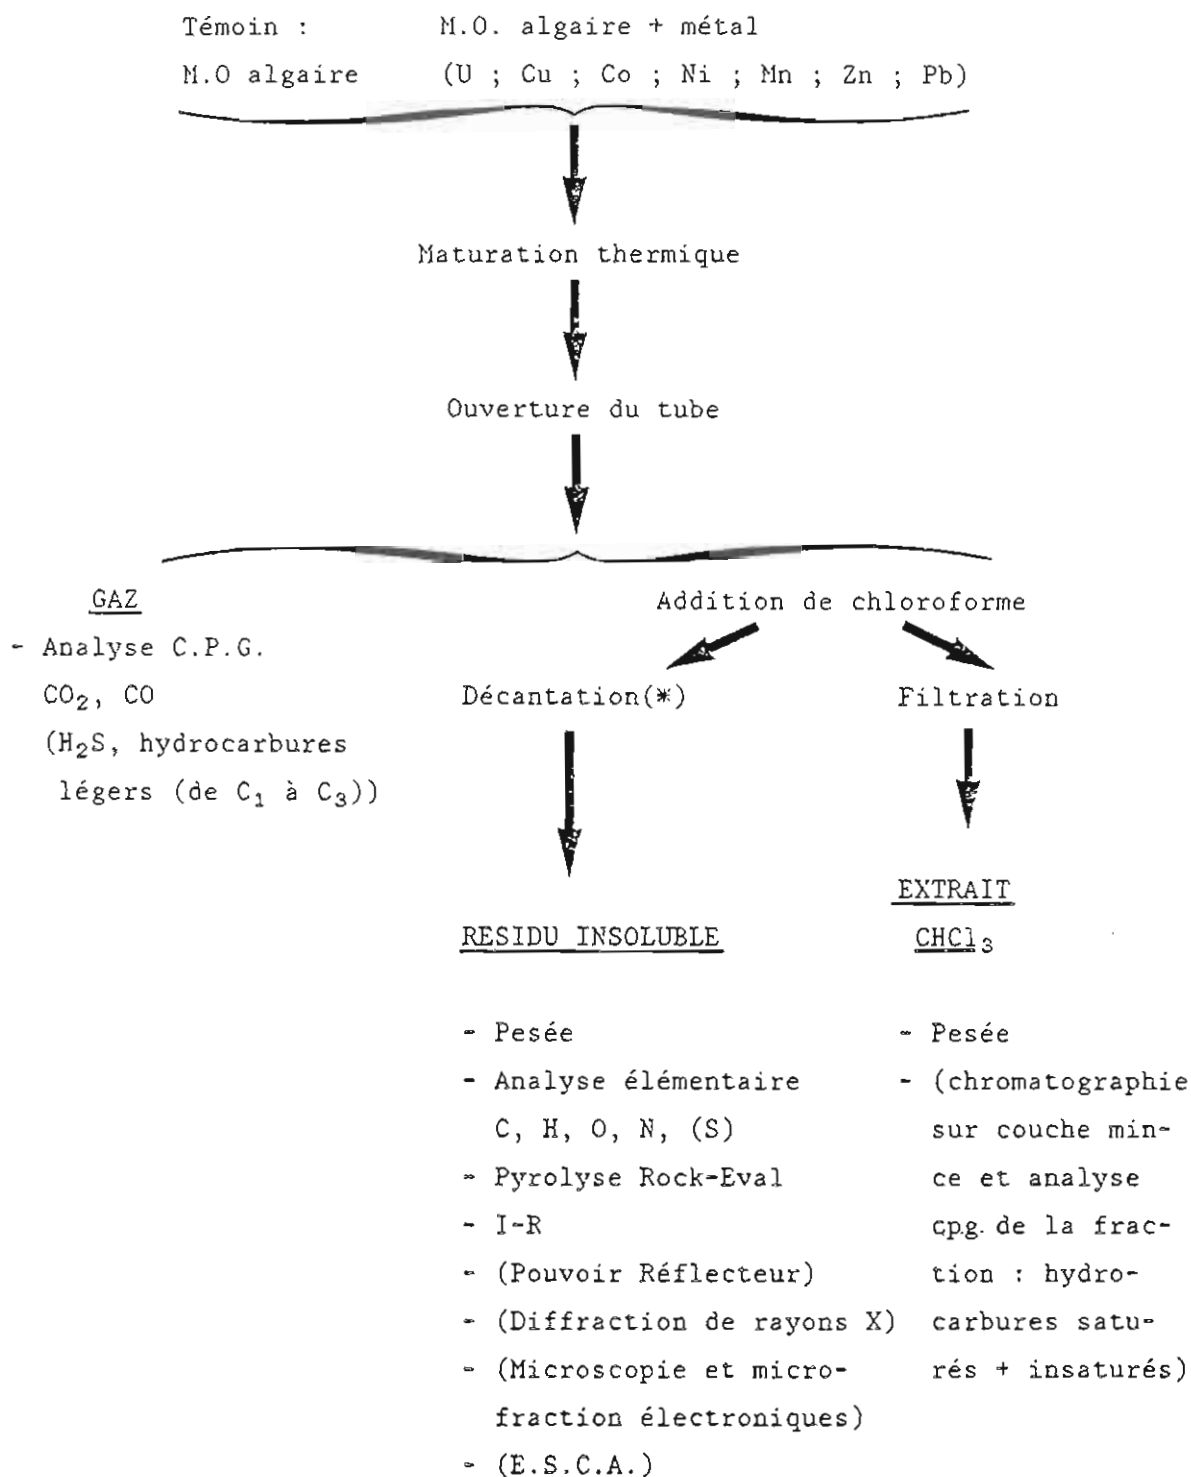 Témoin :
M.O algaire
M.O. algaire + métal
(U ; Cu ; Co ; Ni ; Mn ; Zn ; Pb)
Maturation thermique
Ouverture du tube
GAZ
- Analyse C.P.G.
CO₂, CO
(H₂S, hydrocarbures
légers (de C₁ à C₃))
Addition de chloroforme
Décantation(*)
RESIDU INSOLUBLE
- Pesée
- Analyse élémentaire
C, H, O, N, (S)
- Pyrolyse Rock-Eval
- I-R
- (Pouvoir Réflecteur)
- (Diffraction de rayons X)
- (Microscopie et micro-
fraction électroniques)
- (E.S.C.A.)
Filtration
EXTRAIT
CHCl₃
- Pesée
- (chromatographie
sur couche min-
ce et analyse
cpg. de la frac-
tion : hydro-
carbures satu-
rés + insaturés)